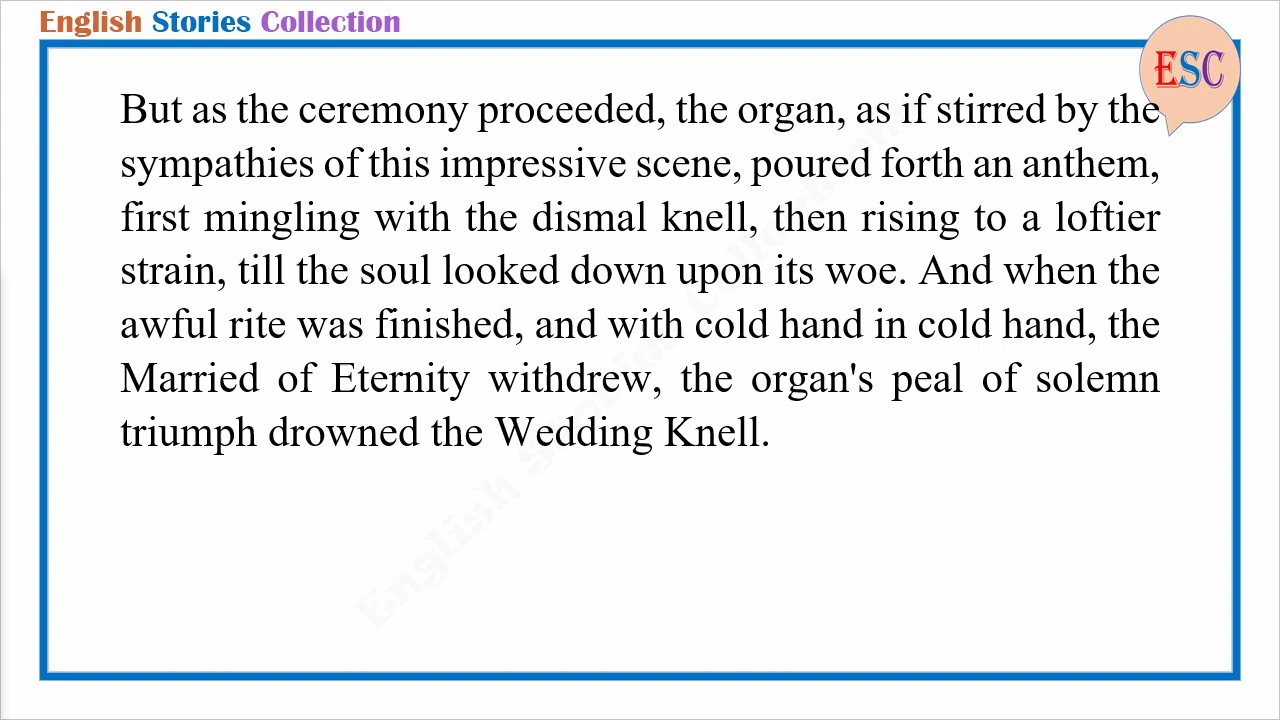 English Stories Collection
ESC
But as the ceremony proceeded, the organ, as if stirred by the
sympathies of this impressive scene, poured forth an anthem,
first mingling with the dismal knell, then rising to a loftier
strain, till the soul looked down upon its woe. And when the
awful rite was finished, and with cold hand in cold hand, the
Married of Eternity withdrew, the organ's peal of solemn
triumph drowned the Wedding Knell.
English Stories Collection